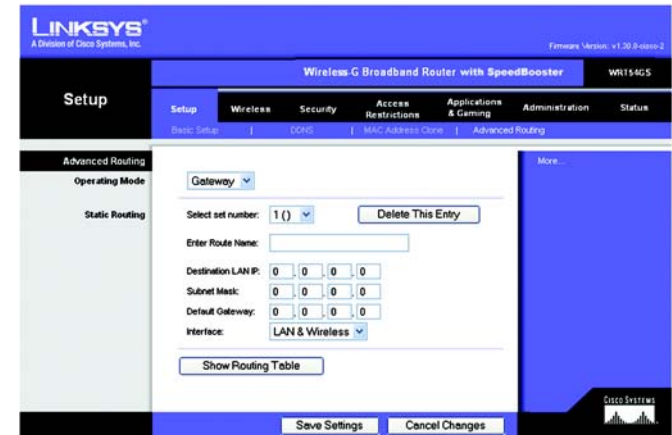 LINKSYS®
A Division of Cisco Systems, Inc.
Firmware Version: v1.30.0-cisco-2
Wireless-G Broadband Router with SpeedBooster WRT54GS
Setup
Setup Wireless Security Access Restrictions Applications & Gaming Administration Status
Basic Setup | DDNS | MAC Address Clone | Advanced Routing
Advanced Routing
More...
Operating Mode Gateway
Static Routing Select set number: 1 () Delete This Entry
Enter Route Name:
Destination LAN IP: 0 . 0 . 0 . 0
Subnet Mask: 0 . 0 . 0 . 0
Default Gateway: 0 . 0 . 0 . 0
Interface: LAN & Wireless
Show Routing Table
CISCO SYSTEMS
Save Settings Cancel Changes